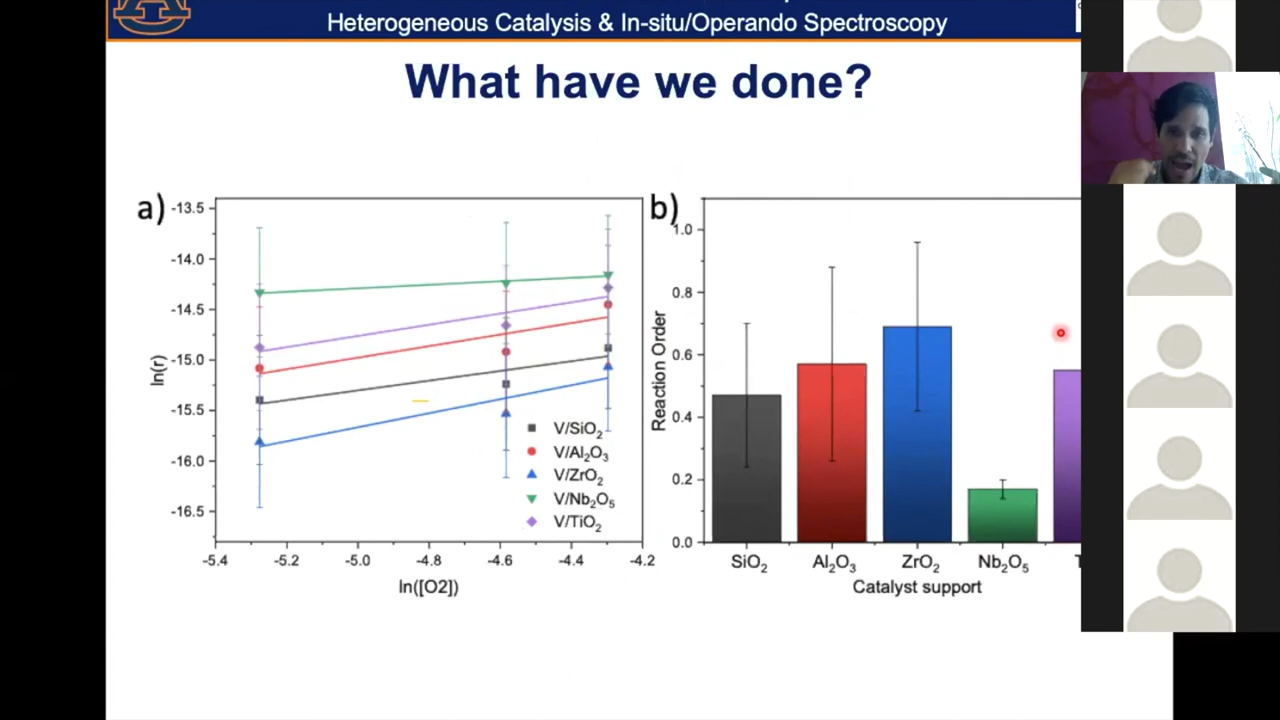 Heterogeneous Catalysis & In-situ/Operando Spectroscopy
What have we done?
a)
-13.5
-14.0
-14.5
-15.0
-15.5
-16.0
-16.5
ln(r)
-5.4 -5.2 -5.0 -4.8 -4.6 -4.4 -4.2
ln([O2])
V/SiO₂
V/Al₂O₃
V/ZrO₂
V/Nb₂O₅
V/TiO₂
b)
1.0
0.8
0.6
0.4
0.2
0.0
Reaction Order
SiO₂ Al₂O₃ ZrO₂ Nb₂O₅
Catalyst support